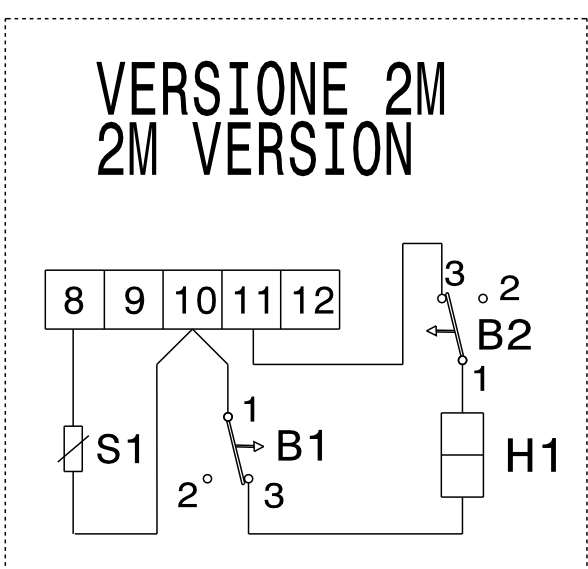 VERSIONE 2M
2M VERSION
8 9 10 11 12
3
2
B2
1
1
S1
B1
H1
2
3